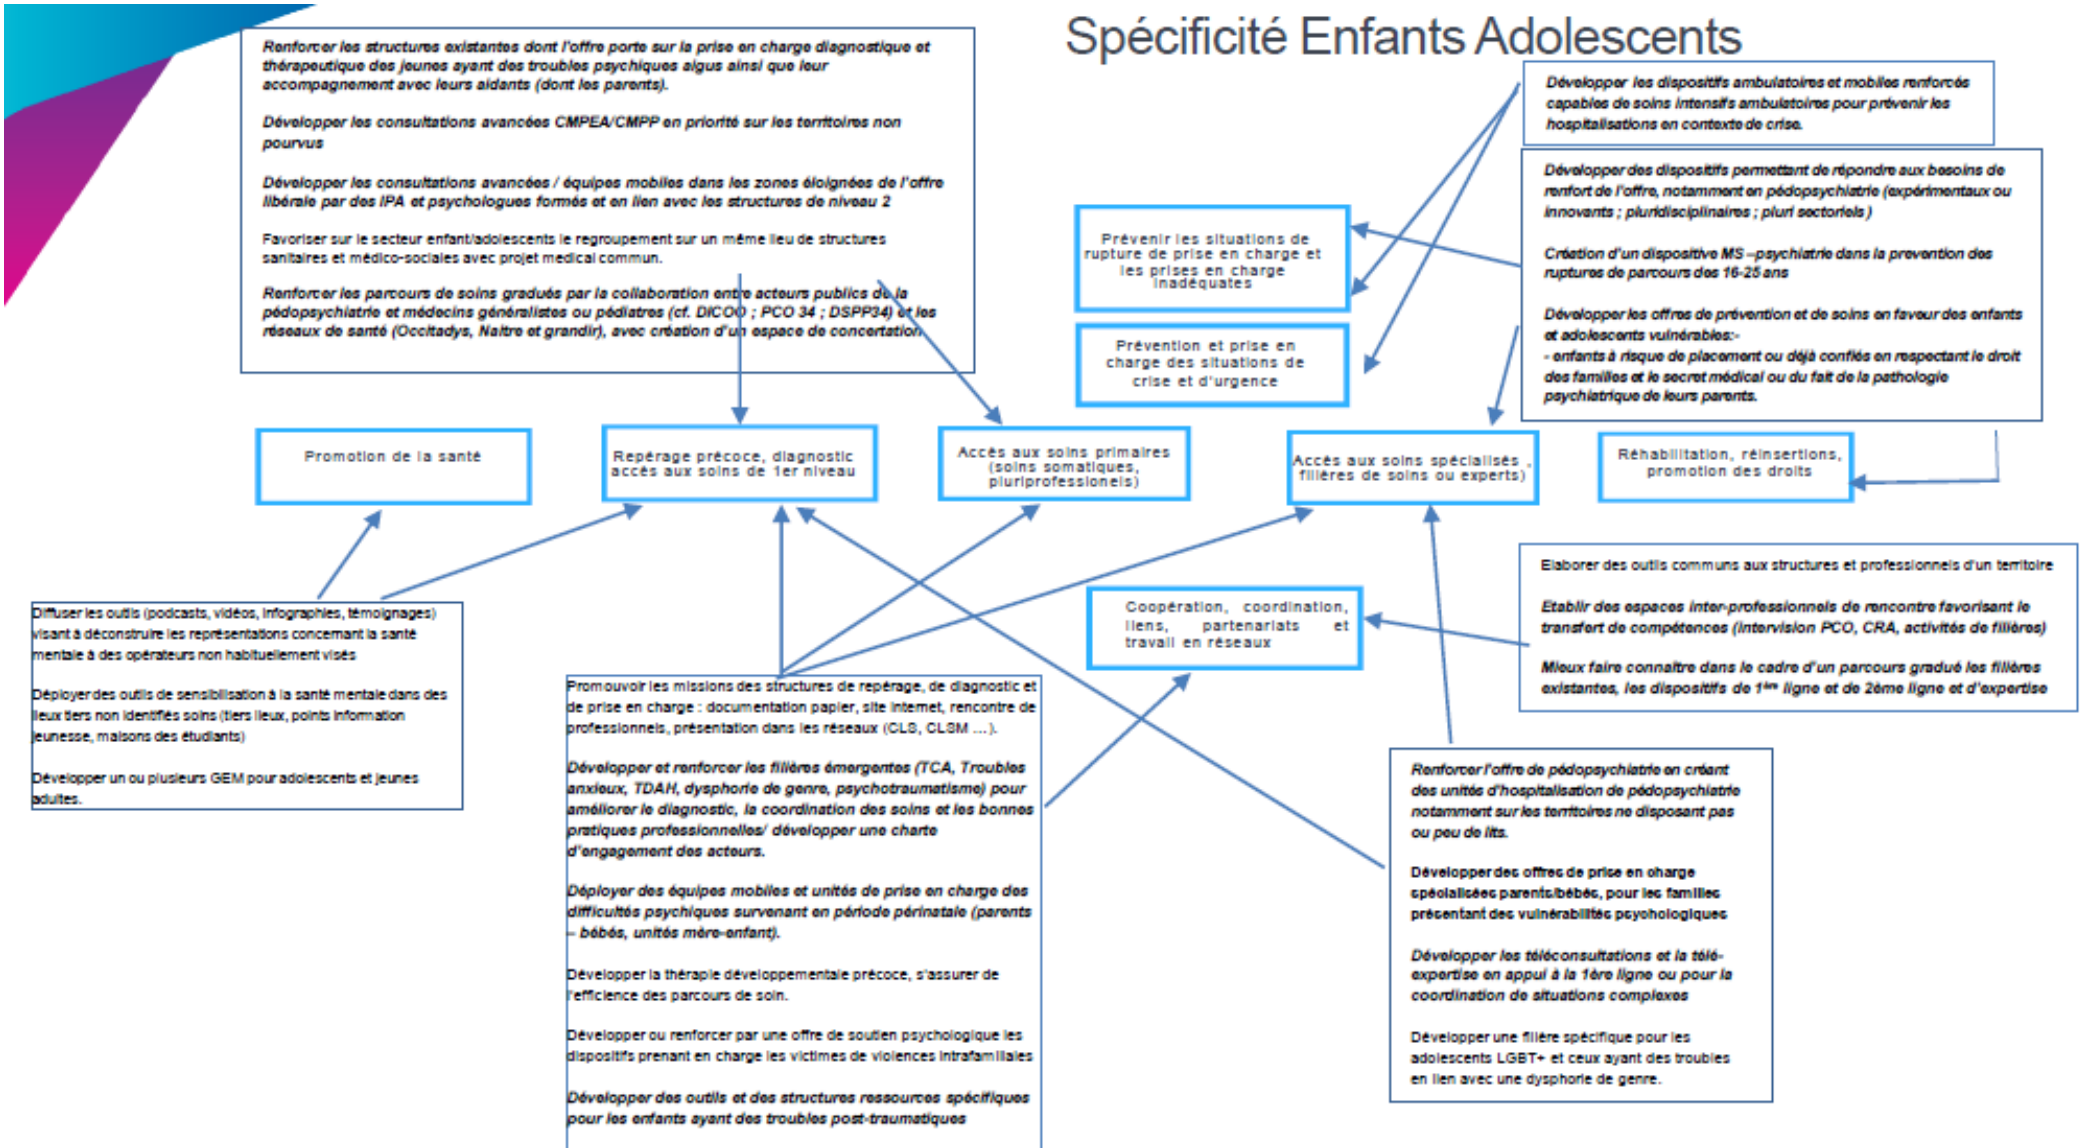 Spécificité Enfants Adolescents
Renforcer les structures existantes dont l'offre porte sur la prise en charge diagnostique et
thérapeutique des jeunes ayant des troubles psychiques aigus ainsi que leur
accompagnement avec leurs aidants (dont les parents).
Développer les consultations avancées CMPEA/CMPP en priorité sur les territoires non
pourvus
Développer les consultations avancées / équipes mobiles dans les zones éloignées de l'offre
libérale par des IPA et psychologues formés et en lien avec les structures de niveau 2
Favoriser sur le secteur enfant/adolescents le regroupement sur un même lieu de structures
sanitaires et médico-sociales avec projet medical commun.
Renforcer les parcours de soins gradués par la collaboration entre acteurs publics de la
pédopsychiatrie et médecins généralistes ou pédiatres (cf. DICOO ; PCO 34 ; DSPP34) et les
réseaux de santé (Occitadys, Naitre et grandir), avec création d'un espace de concertation
Développer les dispositifs ambulatoires et mobiles renforcés
capables de soins intensifs ambulatoires pour prévenir les
hospitalisations en contexte de crise.
Développer des dispositifs permettant de répondre aux besoins de
renfort de l'offre, notamment en pédopsychiatrie (expérimentaux ou
innovants ; pluridisciplinaires ; pluri sectoriels )
Création d'un dispositive MS –psychiatrie dans la prevention des
ruptures de parcours des 16-25 ans
Développer les offres de prévention et de soins en faveur des enfants
et adolescents vulnérables:-
- enfants à risque de placement ou déjà confiés en respectant le droit
des familles et le secret médical ou du fait de la pathologie
psychiatrique de leurs parents.
Prévenir les situations de
rupture de prise en charge et
les prises en charge
inadéquates
Prévention et prise en
charge des situations de
crise et d'urgence
Promotion de la santé
Repérage précoce, diagnostic
accès aux soins de 1er niveau
Accès aux soins primaires
(soins somatiques,
pluriprofessionels)
Accès aux soins spécialisés ,
filières de soins ou experts)
Réhabilitation, réinsertions,
promotion des droits
Diffuser les outils (podcasts, vidéos, infographies, témoignages)
visant à déconstruire les représentations concernant la santé
mentale à des opérateurs non habituellement visés
Déployer des outils de sensibilisation à la santé mentale dans des
lieux tiers non identifiés soins (tiers lieux, points information
jeunesse, maisons des étudiants)
Développer un ou plusieurs GEM pour adolescents et jeunes
adultes.
Coopération, coordination,
liens, partenariats et
travail en réseaux
Elaborer des outils communs aux structures et professionnels d'un territoire
Etablir des espaces inter-professionnels de rencontre favorisant le
transfert de compétences (intervision PCO, CRA, activités de filières)
Mieux faire connaitre dans le cadre d'un parcours gradué les filières
existantes, les dispositifs de 1ère ligne et de 2ème ligne et d'expertise
Promouvoir les missions des structures de repérage, de diagnostic et
de prise en charge : documentation papier, site internet, rencontre de
professionnels, présentation dans les réseaux (CLS, CLSM …).
Développer et renforcer les filières émergentes (TCA, Troubles
anxieux, TDAH, dysphorie de genre, psychotraumatisme) pour
améliorer le diagnostic, la coordination des soins et les bonnes
pratiques professionnelles/ développer une charte
d'engagement des acteurs.
Déployer des équipes mobiles et unités de prise en charge des
difficultés psychiques survenant en période périnatale (parents
– bébés, unités mère-enfant).
Développer la thérapie développementale précoce, s'assurer de
l'efficience des parcours de soin.
Développer ou renforcer par une offre de soutien psychologique les
dispositifs prenant en charge les victimes de violences intrafamiliales
Développer des outils et des structures ressources spécifiques
pour les enfants ayant des troubles post-traumatiques
Renforcer l'offre de pédopsychiatrie en créant
des unités d'hospitalisation de pédopsychiatrie
notamment sur les territoires ne disposant pas
ou peu de lits.
Développer des offres de prise en charge
spécialisées parents/bébés, pour les familles
présentant des vulnérabilités psychologiques
Développer les téléconsultations et la télé-
expertise en appui à la 1ère ligne ou pour la
coordination de situations complexes
Développer une filière spécifique pour les
adolescents LGBT+ et ceux ayant des troubles
en lien avec une dysphorie de genre.